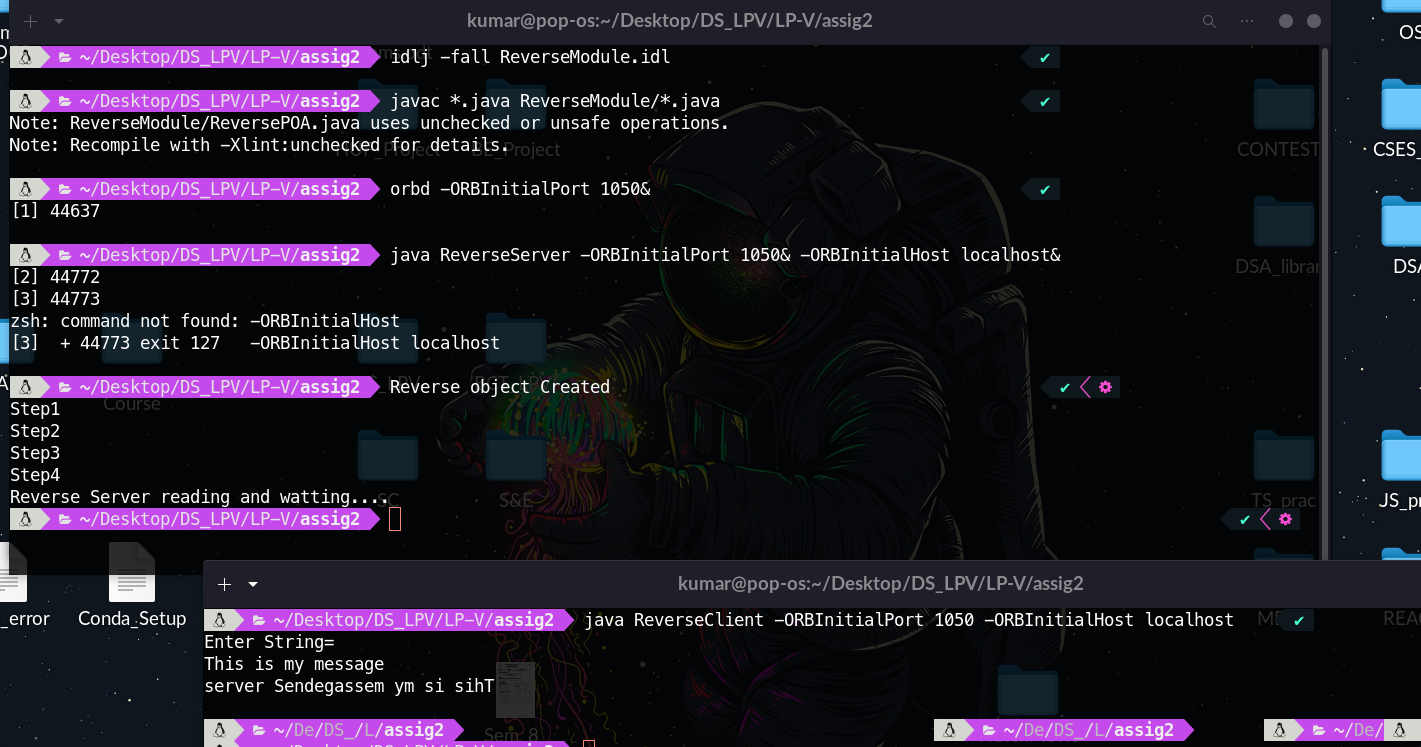 kumar@pop-os:~/Desktop/DS_LPV/LP-V/assig2
~/Desktop/DS_LPV/LP-V/assig2 idlj -fall ReverseModule.idl
~/Desktop/DS_LPV/LP-V/assig2 javac *.java ReverseModule/*.java
Note: ReverseModule/ReversePOA.java uses unchecked or unsafe operations.
Note: Recompile with -Xlint:unchecked for details.
BE_Project
CONTEST
CSES_
~/Desktop/DS_LPV/LP-V/assig2 orbd -ORBInitialPort 1050&
[1] 44637
~/Desktop/DS_LPV/LP-V/assig2 java ReverseServer -ORBInitialPort 1050& -ORBInitialHost localhost&
DSA_librar
DSA
[2] 44772
[3] 44773
zsh: command not found: -ORBInitialHost
[3]  + 44773 exit 127   -ORBInitialHost localhost
~/Desktop/DS_LPV/LP-V/assig2 Reverse object Created
Course
Step1
Step2
Step3
Step4
Reverse Server reading and watting....
SC
S&E
TS_prac
JS_pr
~/Desktop/DS_LPV/LP-V/assig2
kumar@pop-os:~/Desktop/DS_LPV/LP-V/assig2
_error
Conda_Setup
~/Desktop/DS_LPV/LP-V/assig2 java ReverseClient -ORBInitialPort 1050 -ORBInitialHost localhost
Enter String=
This is my message
server Sendegassem ym si sihT
Sem_8
~/De/DS_/L/assig2
~/De/DS_/L/assig2
~/De/